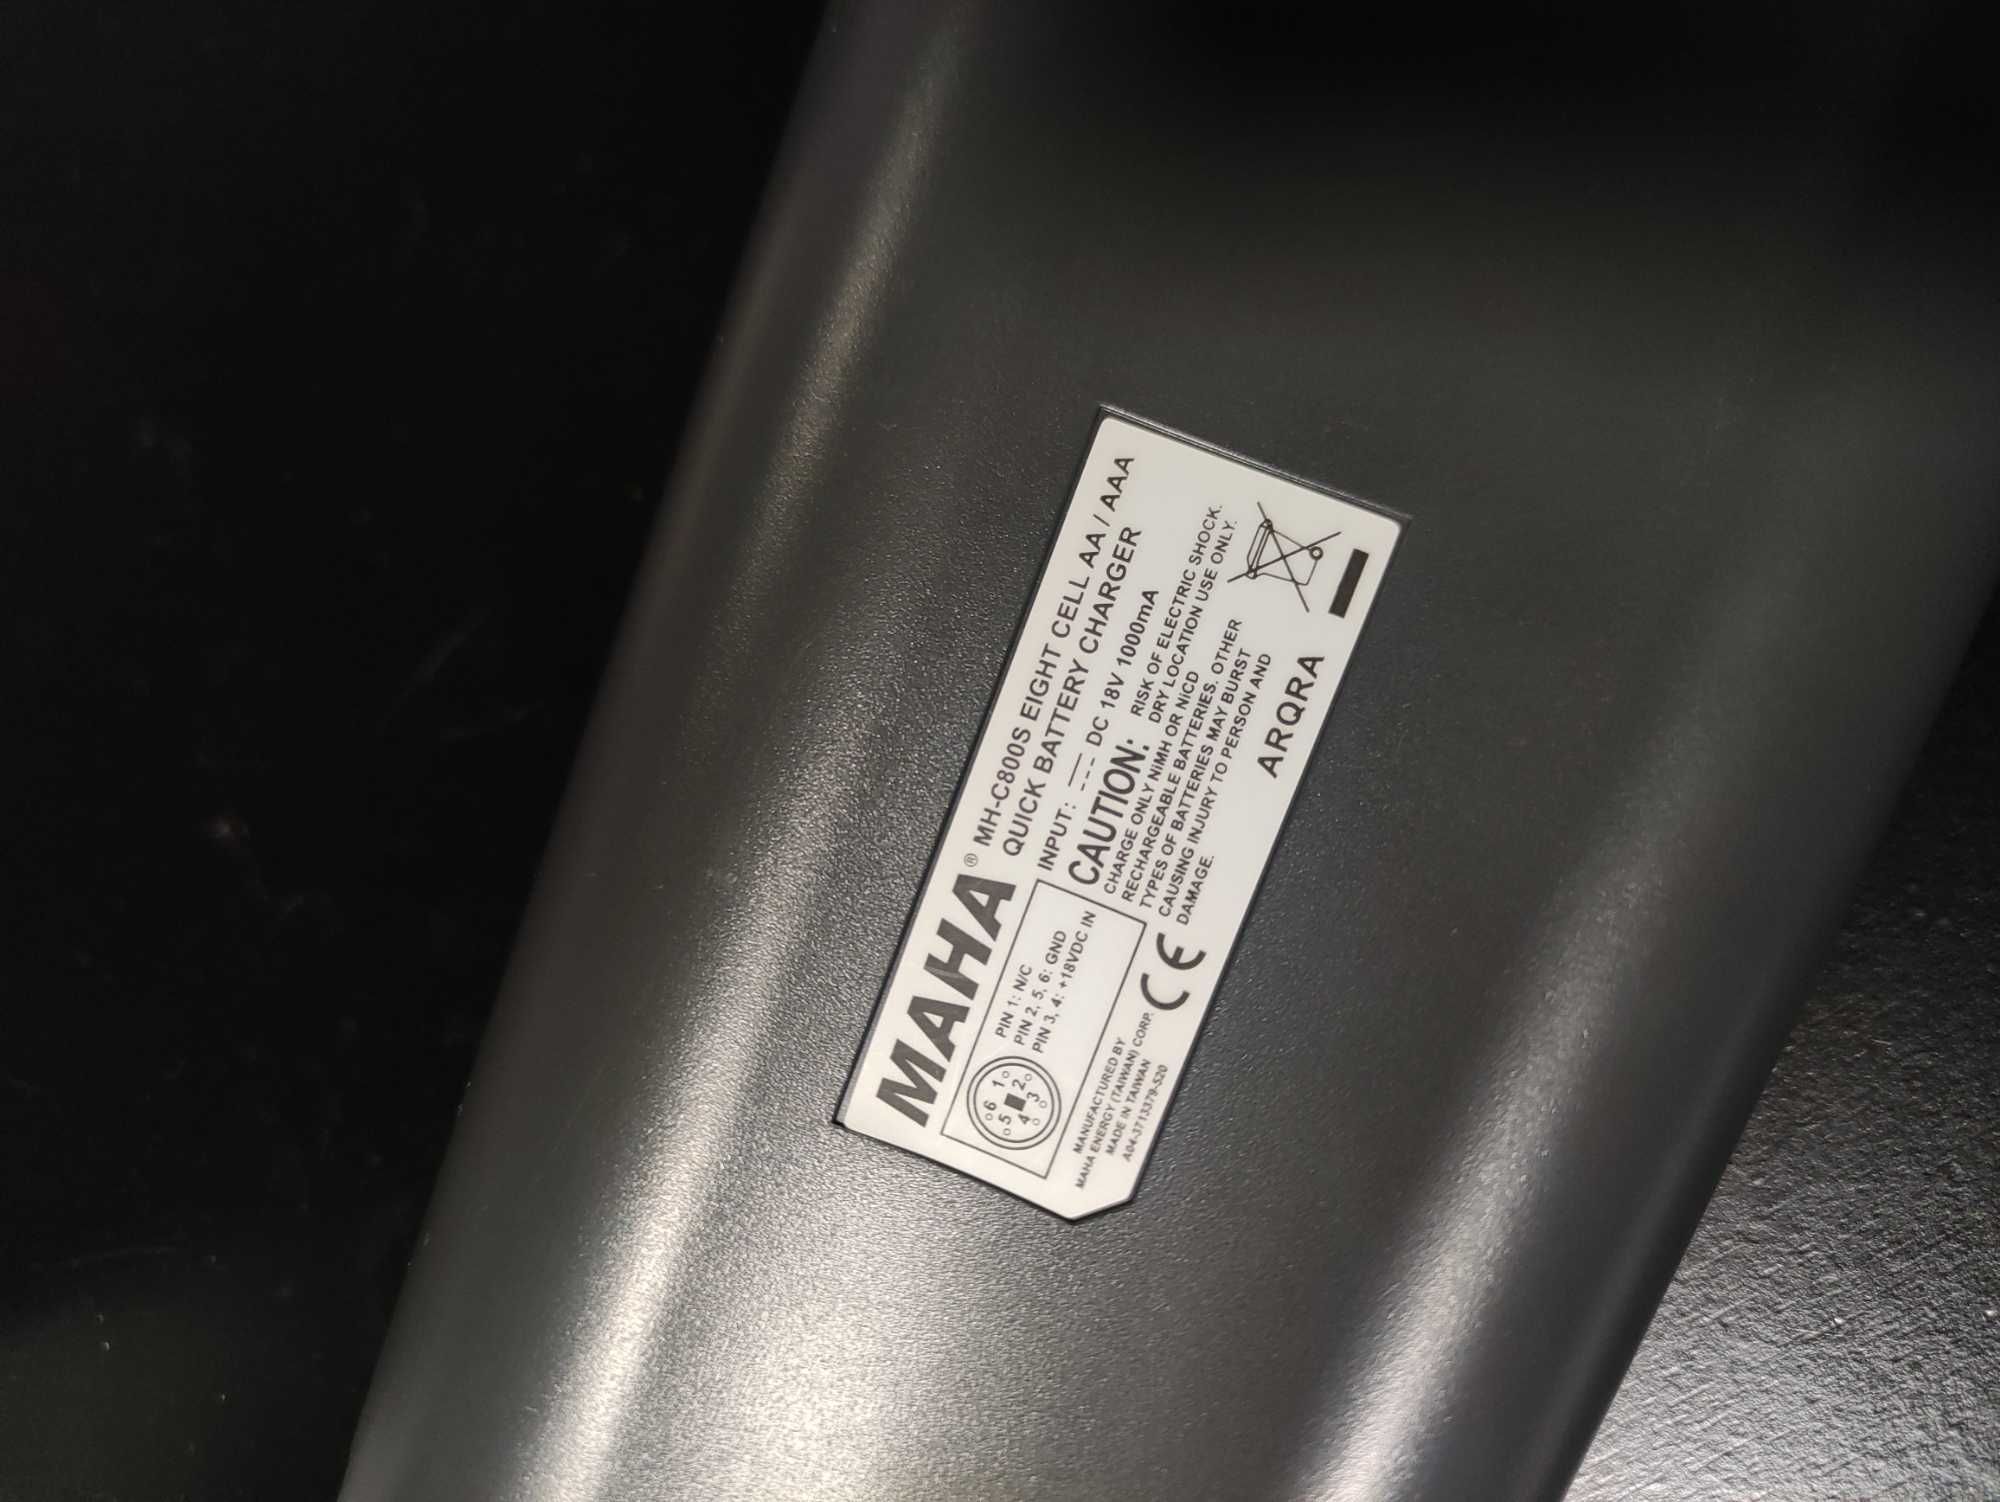 MAHA® MH-C800S EIGHT CELL AA / AAA
QUICK BATTERY CHARGER
INPUT: DC 18V 1000mA
CAUTION: RISK OF ELECTRIC SHOCK.
DRY LOCATION USE ONLY.
CHARGE ONLY NiMH OR NiCD
RECHARGEABLE BATTERIES. OTHER
TYPES OF BATTERIES MAY BURST
CAUSING INJURY TO PERSON AND
DAMAGE.
6 1
5 2
4 3
PIN 1: N/C
PIN 2, 5, 6: GND
PIN 3, 4: +18VDC IN
MANUFACTURED BY
MAHA ENERGY (TAIWAN) CORP.
MADE IN TAIWAN
A04-3713379-S20
CE
ARQRA